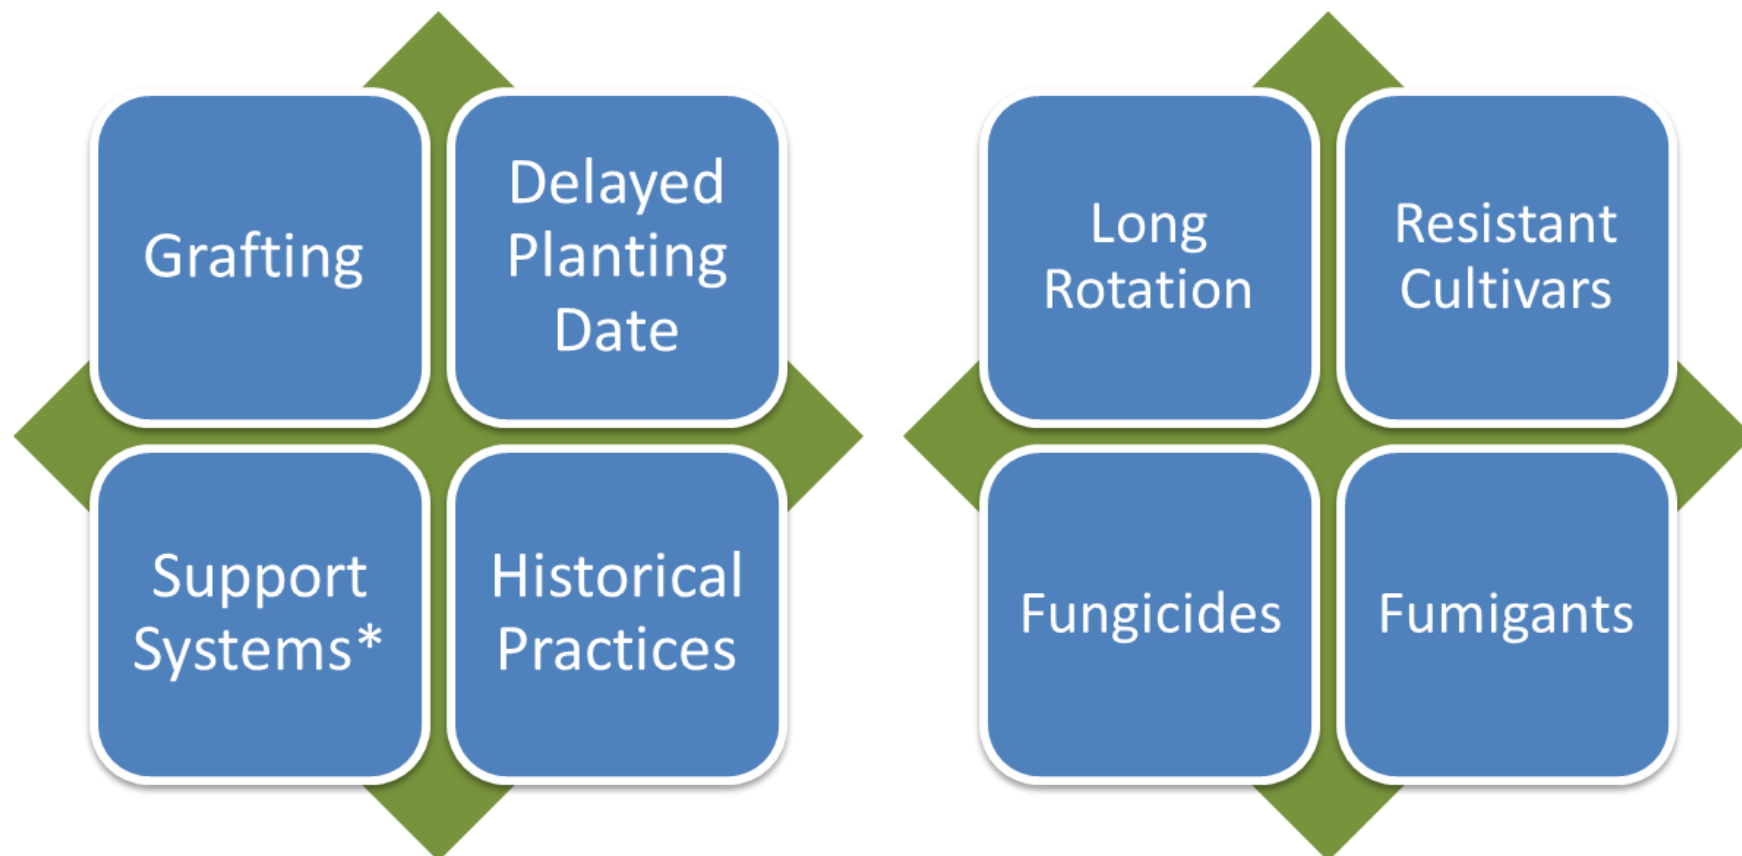 Grafting
Delayed
Planting
Date
Support
Systems*
Historical
Practices
Long
Rotation
Resistant
Cultivars
Fungicides
Fumigants